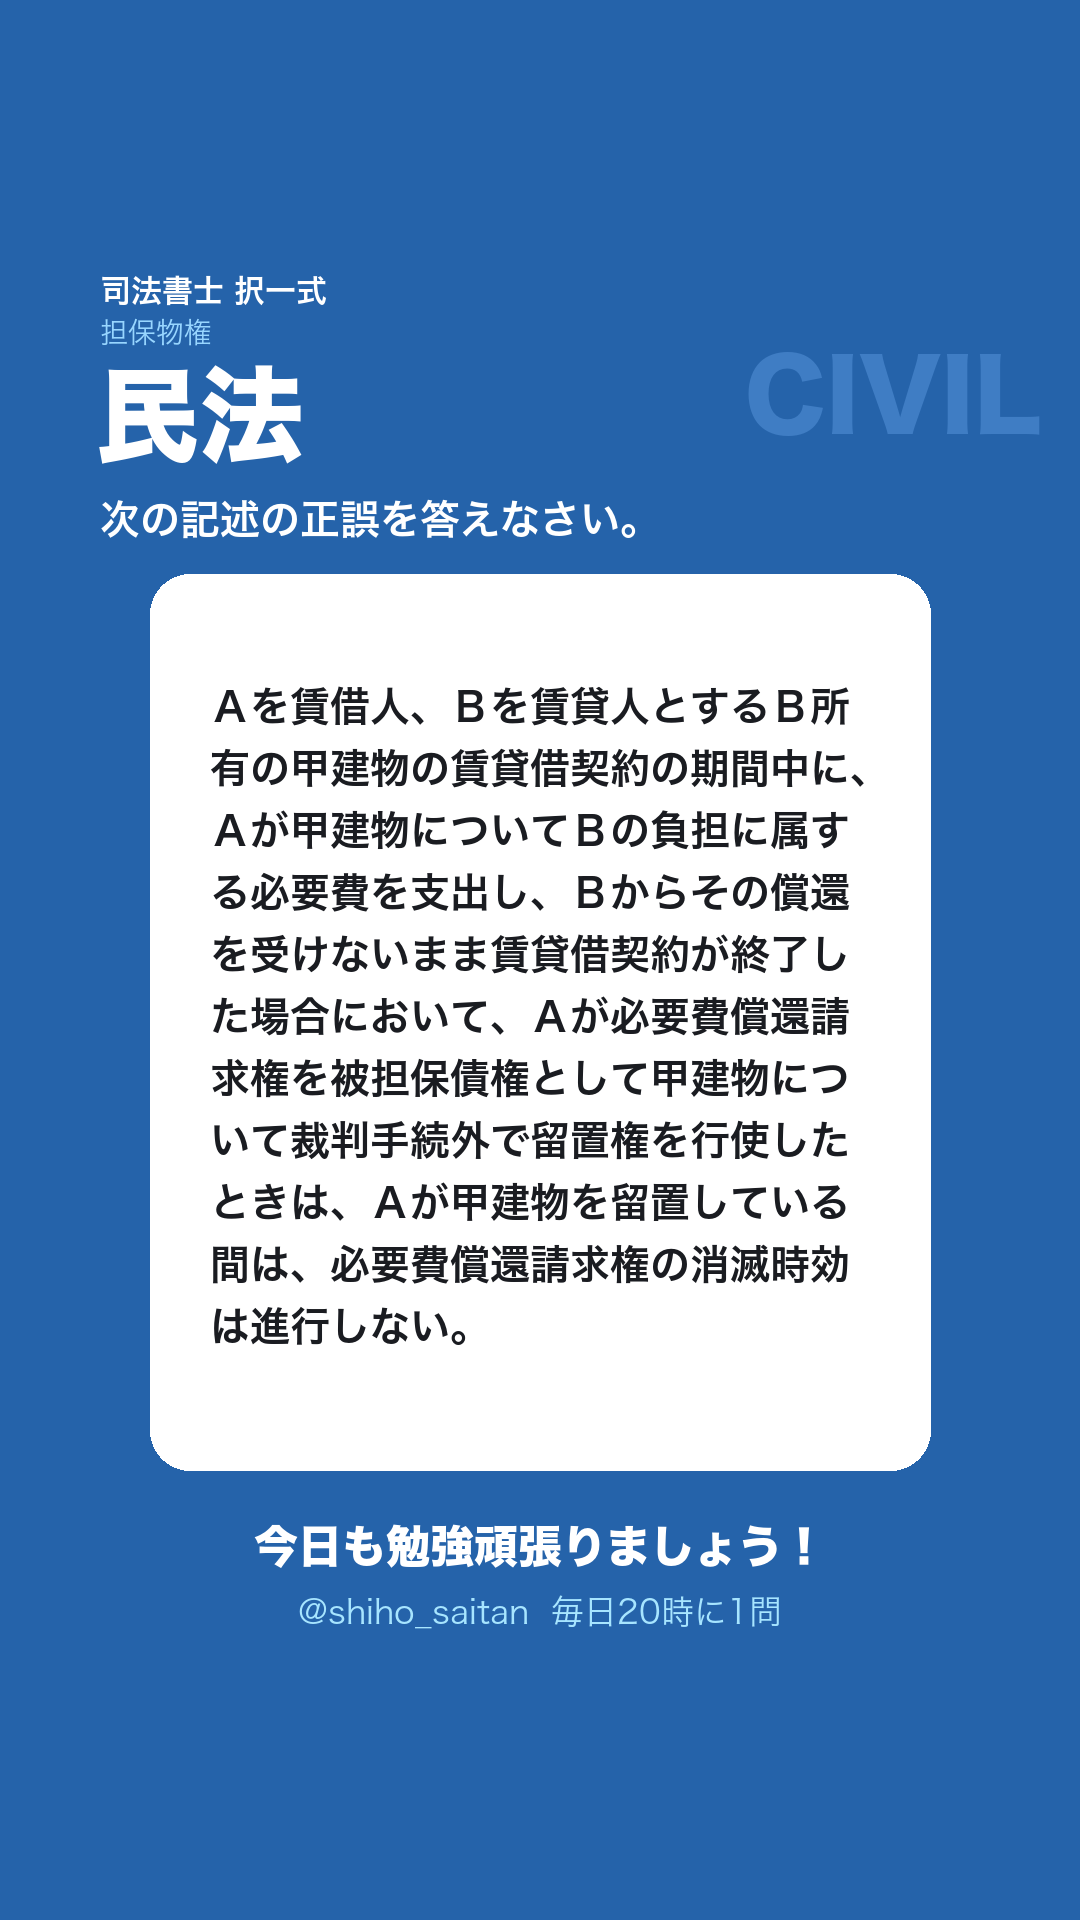 司法書士 択一式
担保物権
民法
CIVIL
次の記述の正誤を答えなさい。
Ａを賃借人、Ｂを賃貸人とするＢ所
有の甲建物の賃貸借契約の期間中に、
Ａが甲建物についてＢの負担に属す
る必要費を支出し、Ｂからその償還
を受けないまま賃貸借契約が終了し
た場合において、Ａが必要費償還請
求権を被担保債権として甲建物につ
いて裁判手続外で留置権を行使した
ときは、Ａが甲建物を留置している
間は、必要費償還請求権の消滅時効
は進行しない。
今日も勉強頑張りましょう！
@shiho_saitan 毎日20時に1問